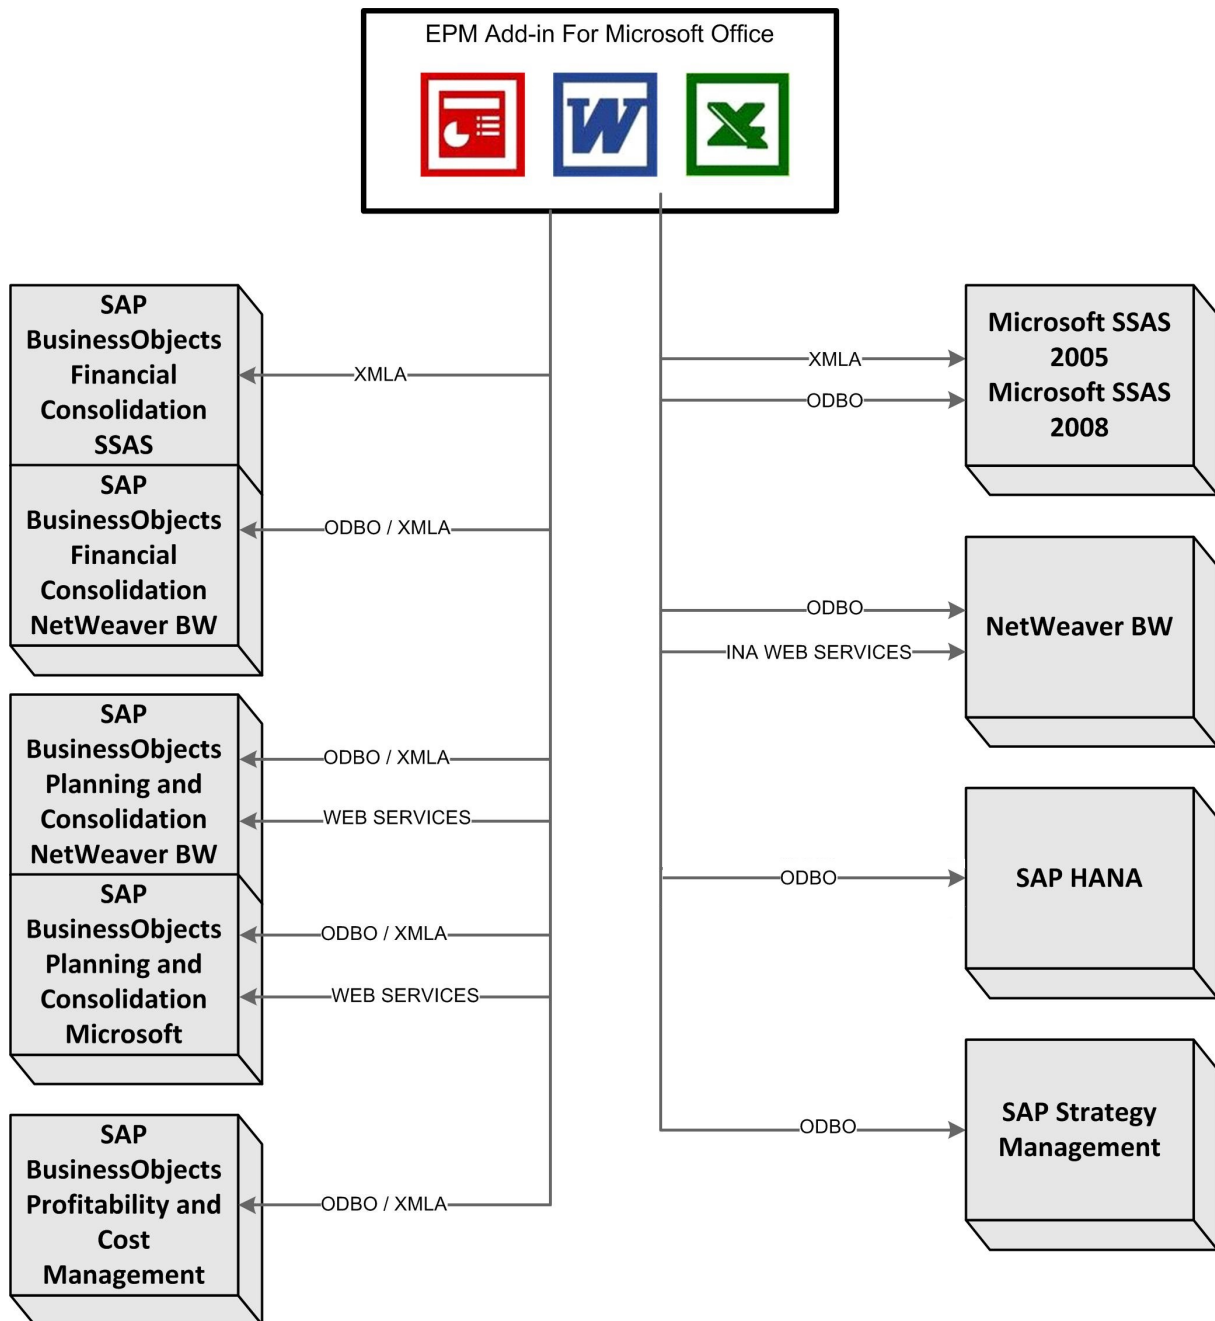 EPM Add-in For Microsoft Office
W
SAP
BusinessObjects
Financial
Consolidation
SSAS
XMLA
SAP
BusinessObjects
Financial
Consolidation
NetWeaver BW
ODBO / XMLA
SAP
BusinessObjects
Planning and
Consolidation
NetWeaver BW
ODBO / XMLA
WEB SERVICES
SAP
BusinessObjects
Planning and
Consolidation
Microsoft
ODBO / XMLA
WEB SERVICES
SAP
BusinessObjects
Profitability and
Cost
Management
ODBO / XMLA
XMLA
ODBO
Microsoft SSAS
2005
Microsoft SSAS
2008
ODBO
INA WEB SERVICES
NetWeaver BW
ODBO
SAP HANA
ODBO
SAP Strategy
Management